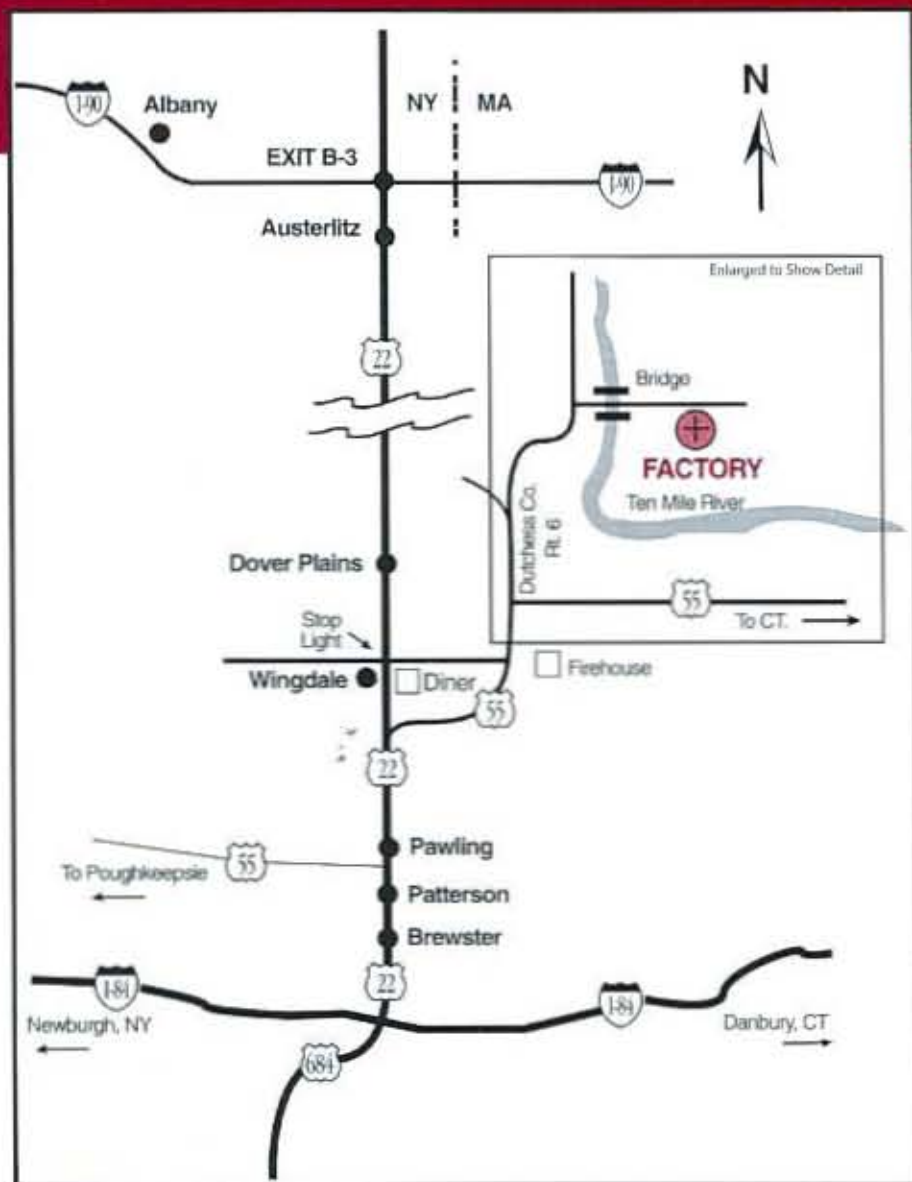 I-90
Albany
NY
MA
N
EXIT B-3
I-90
Austerlitz
Enlarged to Show Detail
22
Bridge
FACTORY
Ten Mile River
Dutchess Co.
Rt. 6
Dover Plains
55
To CT.
Stop
Light
Wingdale
Diner
Firehouse
55
22
Pawling
55
To Poughkeepsie
Patterson
Brewster
22
I-84
I-84
Newburgh, NY
Danbury, CT
684